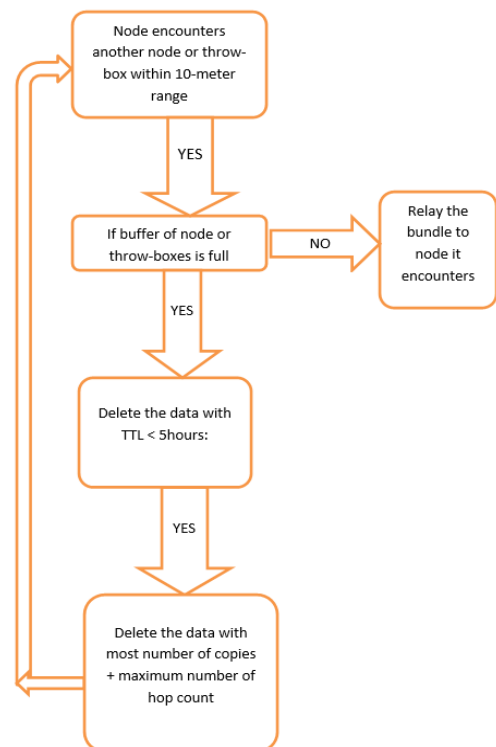 Node encounters
another node or throw-
box within 10-meter
range
YES
If buffer of node or
throw-boxes is full
NO
Relay the
bundle to
node it
encounters
YES
Delete the data with
TTL < 5hours:
YES
Delete the data with
most number of copies
+ maximum number of
hop count